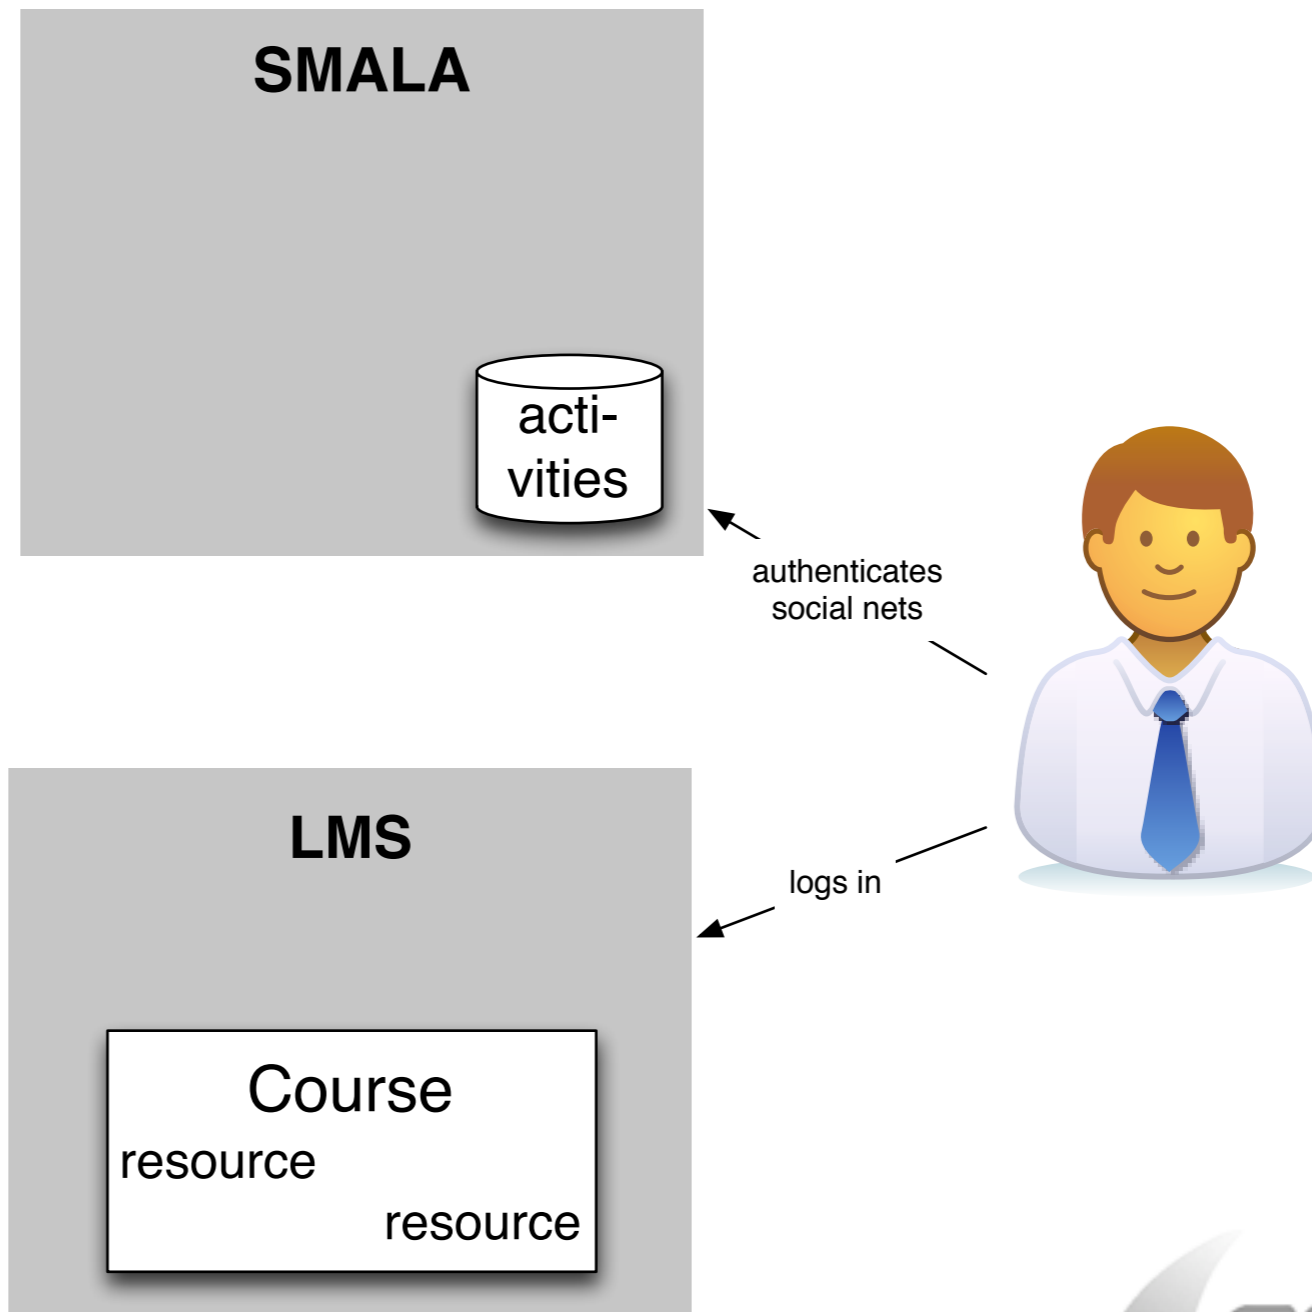 SMALA
acti-
vities
authenticates
social nets
LMS
logs in
Course
resource
resource